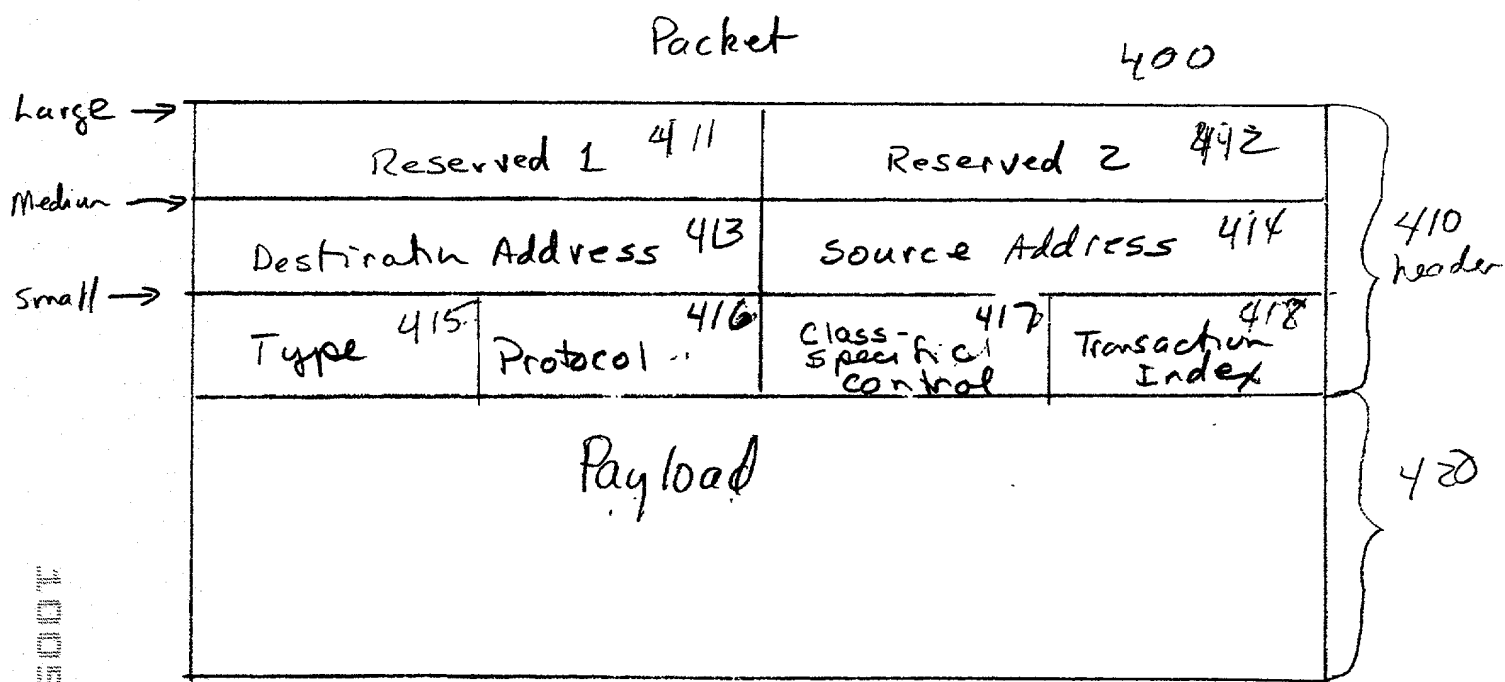 Packet
400
Large →
Reserved 1 411
Reserved 2 412
Medium →
Destination Address 413
Source Address 414
410
header
Small →
Type 415
Protocol 416
Class-
specific
control 417
Transaction
Index 418
Payload
420
1005